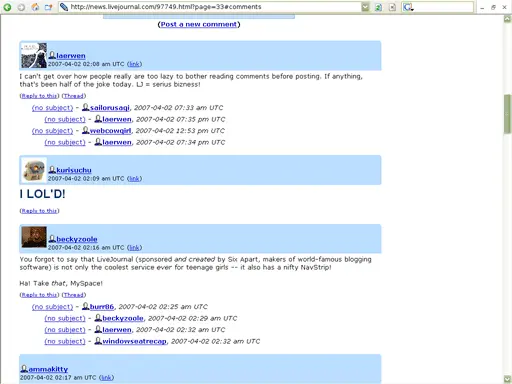 http://news.livejournal.com/97749.html?page=33#comments
(Post a new comment)
laerwen
2007-04-02 02:08 am UTC (link)
I can't get over how people really are too lazy to bother reading comments before posting. If anything,
that's been half of the joke today. LJ = serius bizness!
(Reply to this) (Thread)
(no subject) - sailorusagi, 2007-04-02 07:33 am UTC
(no subject) - laerwen, 2007-04-02 07:35 pm UTC
(no subject) - webcowgirl, 2007-04-02 12:53 pm UTC
(no subject) - laerwen, 2007-04-02 07:34 pm UTC
kurisuchu
2007-04-02 02:09 am UTC (link)
I LOL'D!
(Reply to this)
beckyzoole
2007-04-02 02:16 am UTC (link)
You forgot to say that LiveJournal (sponsored and created by Six Apart, makers of world-famous blogging
software) is not only the coolest service ever for teenage girls -- it also has a nifty NavStrip!
Ha! Take that, MySpace!
(Reply to this) (Thread)
(no subject) - burr86, 2007-04-02 02:25 am UTC
(no subject) - beckyzoole, 2007-04-02 02:29 am UTC
(no subject) - laerwen, 2007-04-02 02:32 am UTC
(no subject) - windowseatrecap, 2007-04-02 02:32 am UTC
ammakitty
2007-04-02 02:17 am UTC (link)